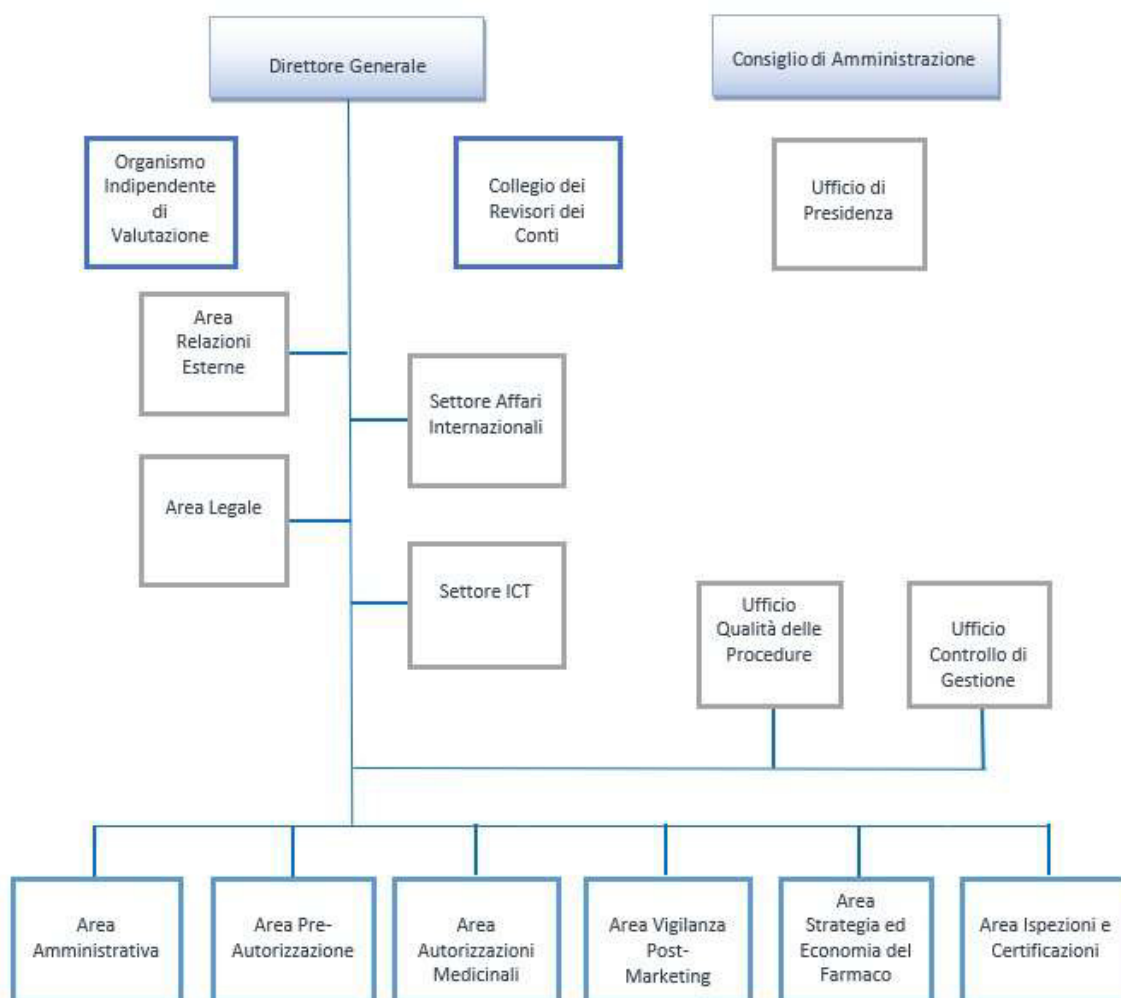 Direttore Generale
Consiglio di Amministrazione
Organismo
Indipendente
di
Valutazione
Collegio dei
Revisori dei
Conti
Ufficio di
Presidenza
Area
Relazioni
Esterne
Settore Affari
Internazionali
Area Legale
Settore ICT
Ufficio
Qualità delle
Procedure
Ufficio
Controllo di
Gestione
Area
Amministrativa
Area Pre-
Autorizzazione
Area
Autorizzazioni
Medicinali
Area Vigilanza
Post-
Marketing
Area
Strategia ed
Economia del
Farmaco
Area Ispezioni e
Certificazioni